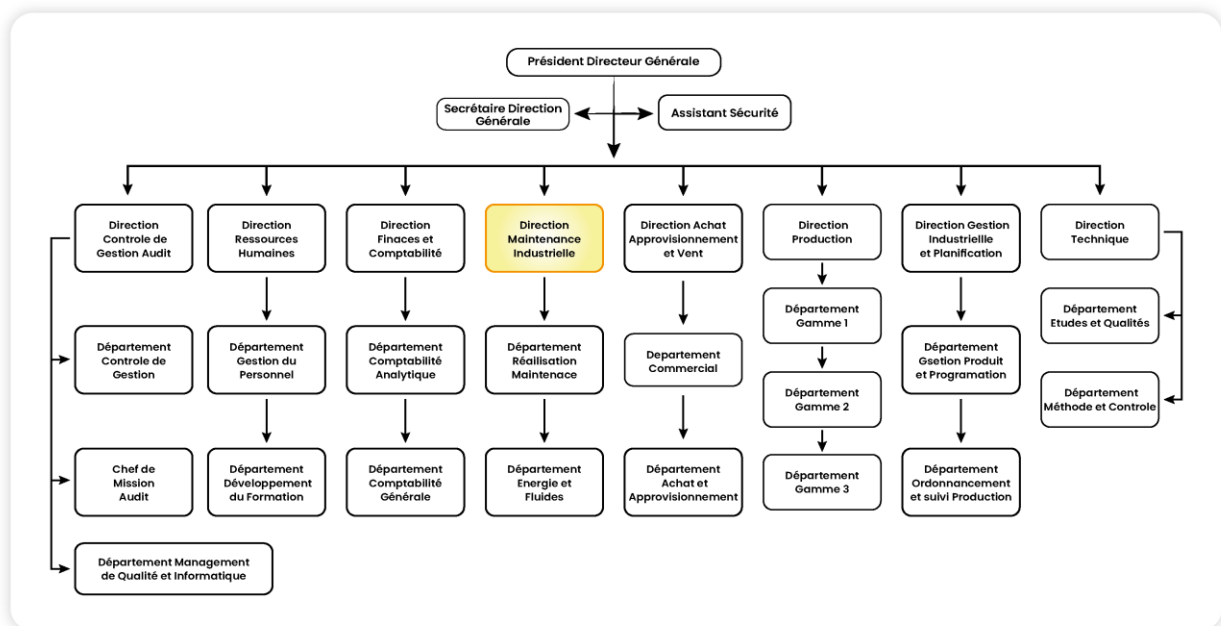 Président Directeur Générale
Secrétaire Direction
Générale
Assistant Sécurité
Direction
Controle de
Gestion Audit
Direction
Ressources
Humaines
Direction
Finaces et
Comptabilité
Direction
Maintenance
Industrielle
Direction Achat
Approvisionnement
et Vent
Direction
Production
Direction Gestion
Industrielle
et Planification
Direction
Technique
Département
Gamme 1
Département
Etudes et Qualités
Département
Controle de
Gestion
Département
Gestion du
Personnel
Département
Comptabilité
Analytique
Département
Réailisation
Maintenace
Departement
Commercial
Département
Gsetion Produit
et Programation
Département
Gamme 2
Département
Méthode et Controle
Chef de
Mission
Audit
Département
Développement
du Formation
Département
Comptabilité
Générale
Département
Energie et
Fluides
Département
Achat et
Approvisionnement
Département
Gamme 3
Département
Ordonnancement
et suivi Production
Département Management
de Qualité et Informatique